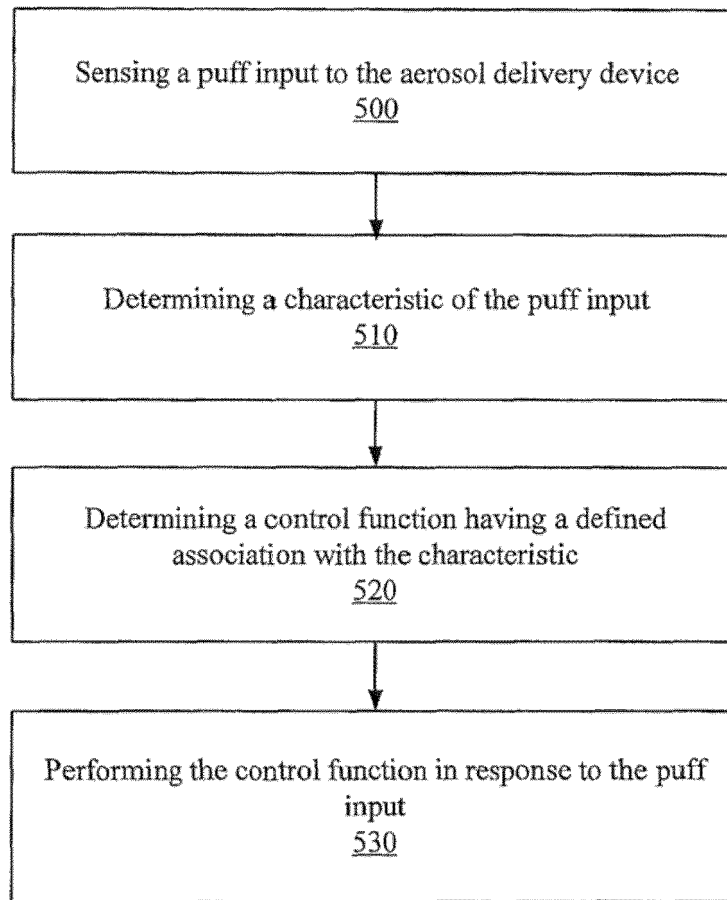 Sensing a puff input to the aerosol delivery device
500
Determining a characteristic of the puff input
510
Determining a control function having a defined
association with the characteristic
520
Performing the control function in response to the puff
input
530